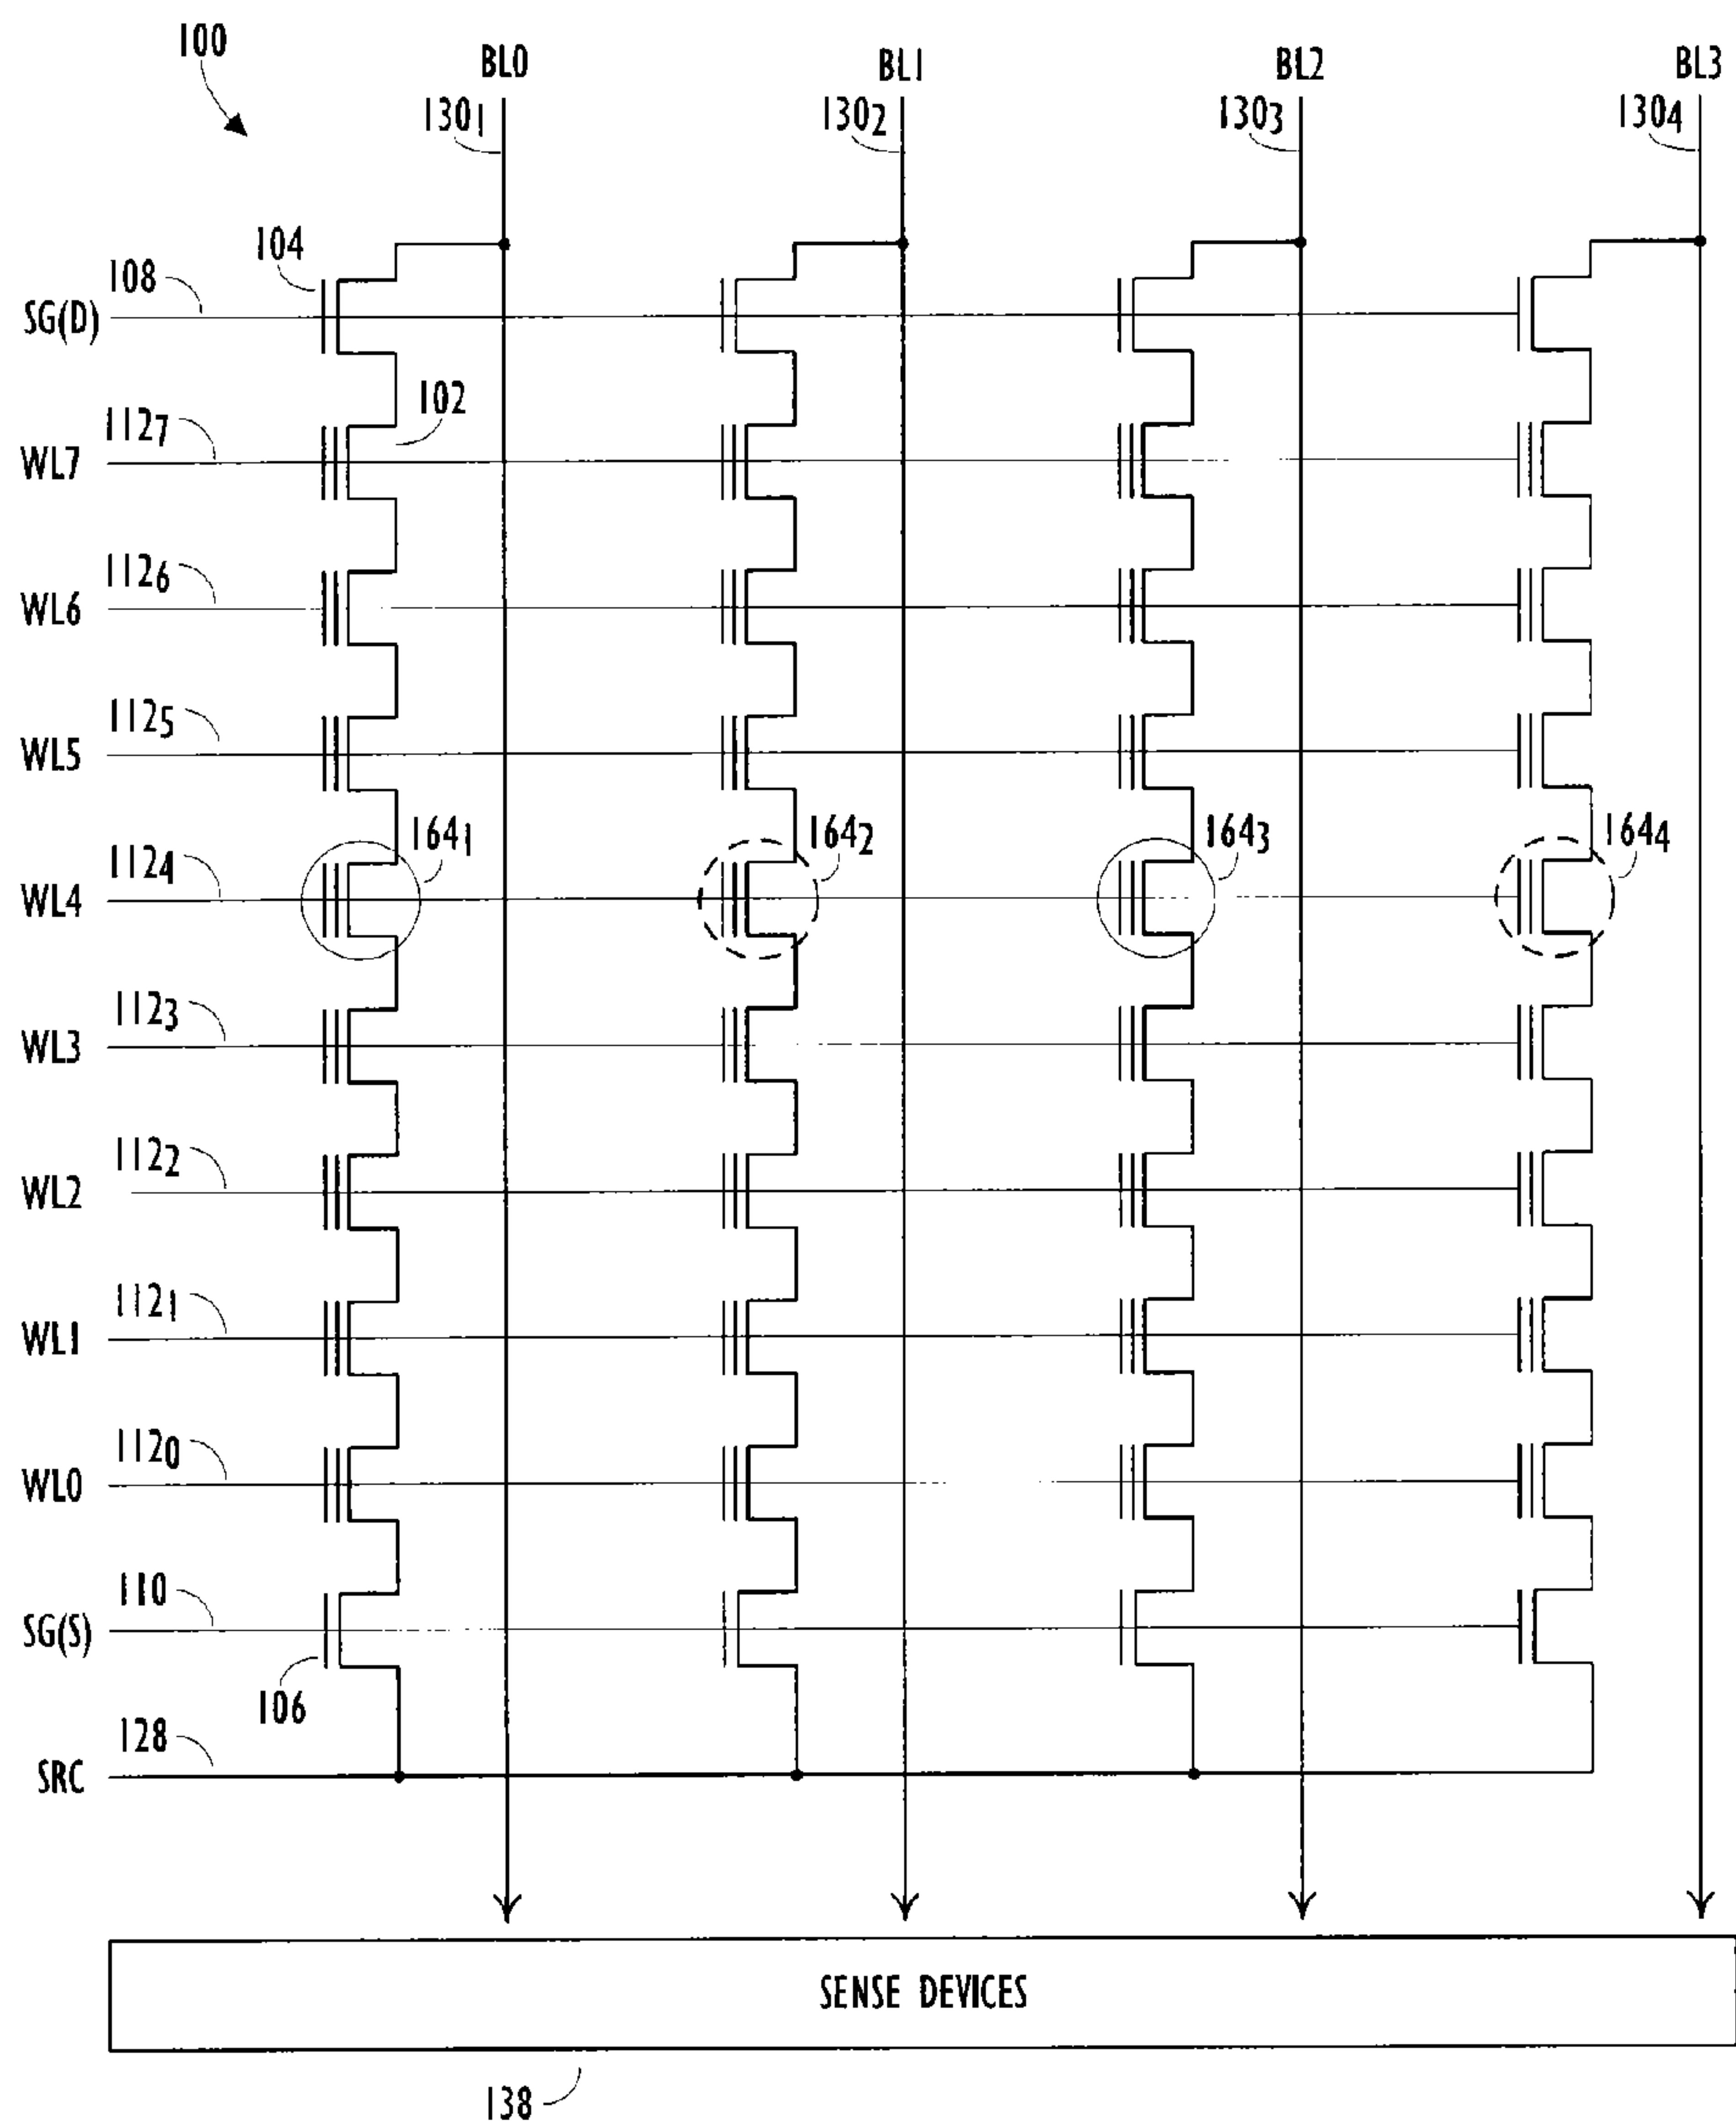 100
BL0 BL1 BL2 BL3
130₁ 130₂ 130₃ 130₄
104
108
SG(D)
102
112₇
WL7
112₆
WL6
112₅
WL5
164₁ 164₂ 164₃ 164₄
112₄
WL4
112₃
WL3
112₂
WL2
112₁
WL1
112₀
WL0
110
SG(S)
106
128
SRC
SENSE DEVICES
138